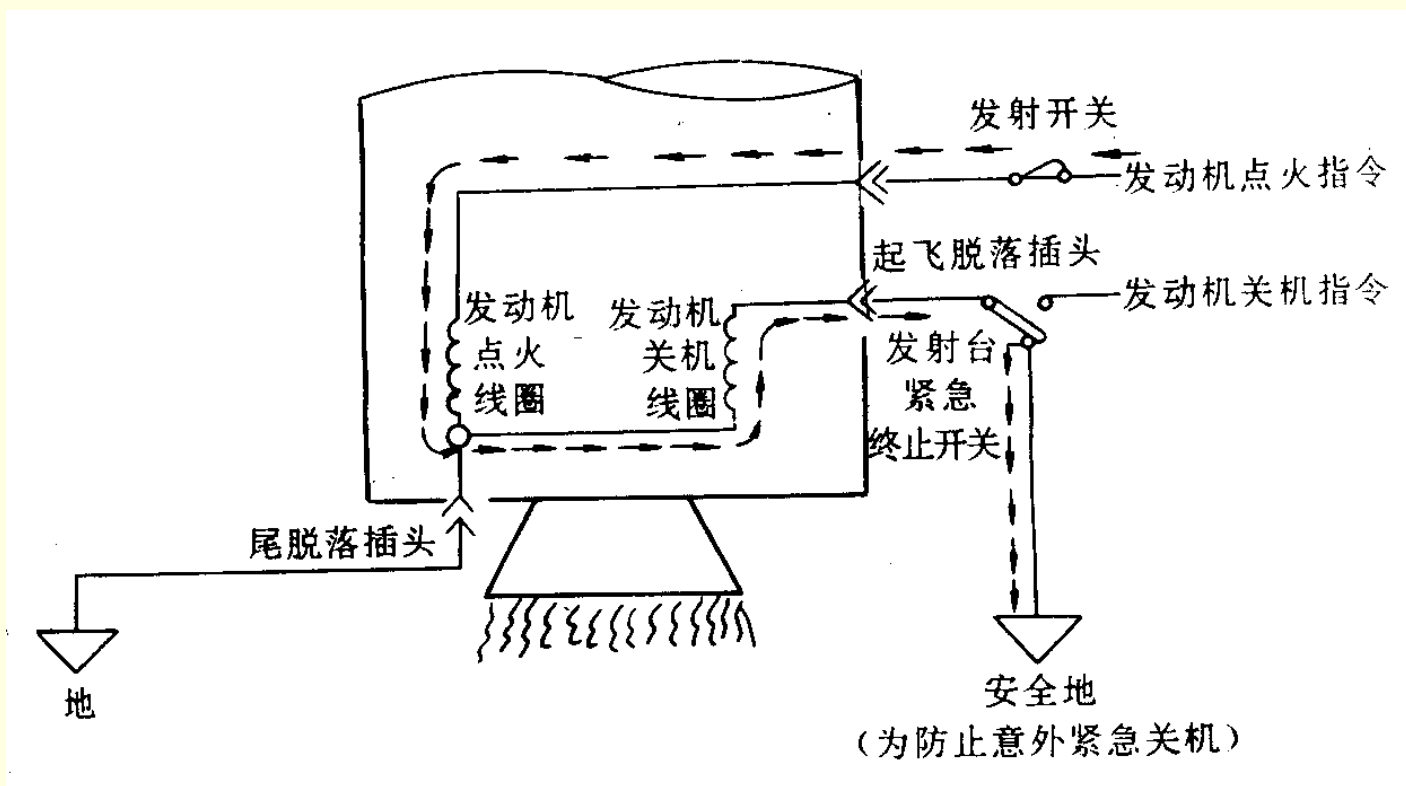 发射开关
发动机点火指令
起飞脱落插头
发动机关机指令
发动机
点火
线圈
发动机
关机
线圈
发射台
紧急
终止开关
尾脱落插头
地
安全地
（为防止意外紧急关机）